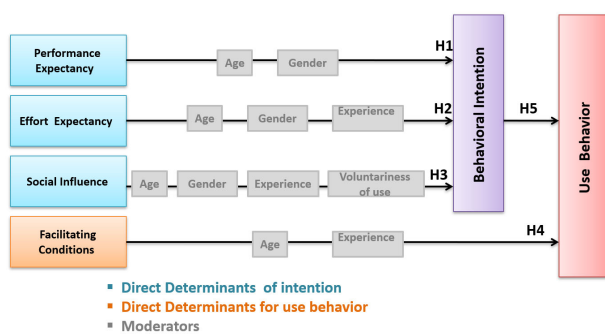 Performance
Expectancy
Age
Gender
H1
Effort Expectancy
Age
Gender
Experience
H2
Social Influence
Age
Gender
Experience
Voluntariness
of use
H3
Facilitating
Conditions
Age
Experience
H4
Behavioral Intention
H5
Use Behavior
Direct Determinants of intention
Direct Determinants for use behavior
Moderators